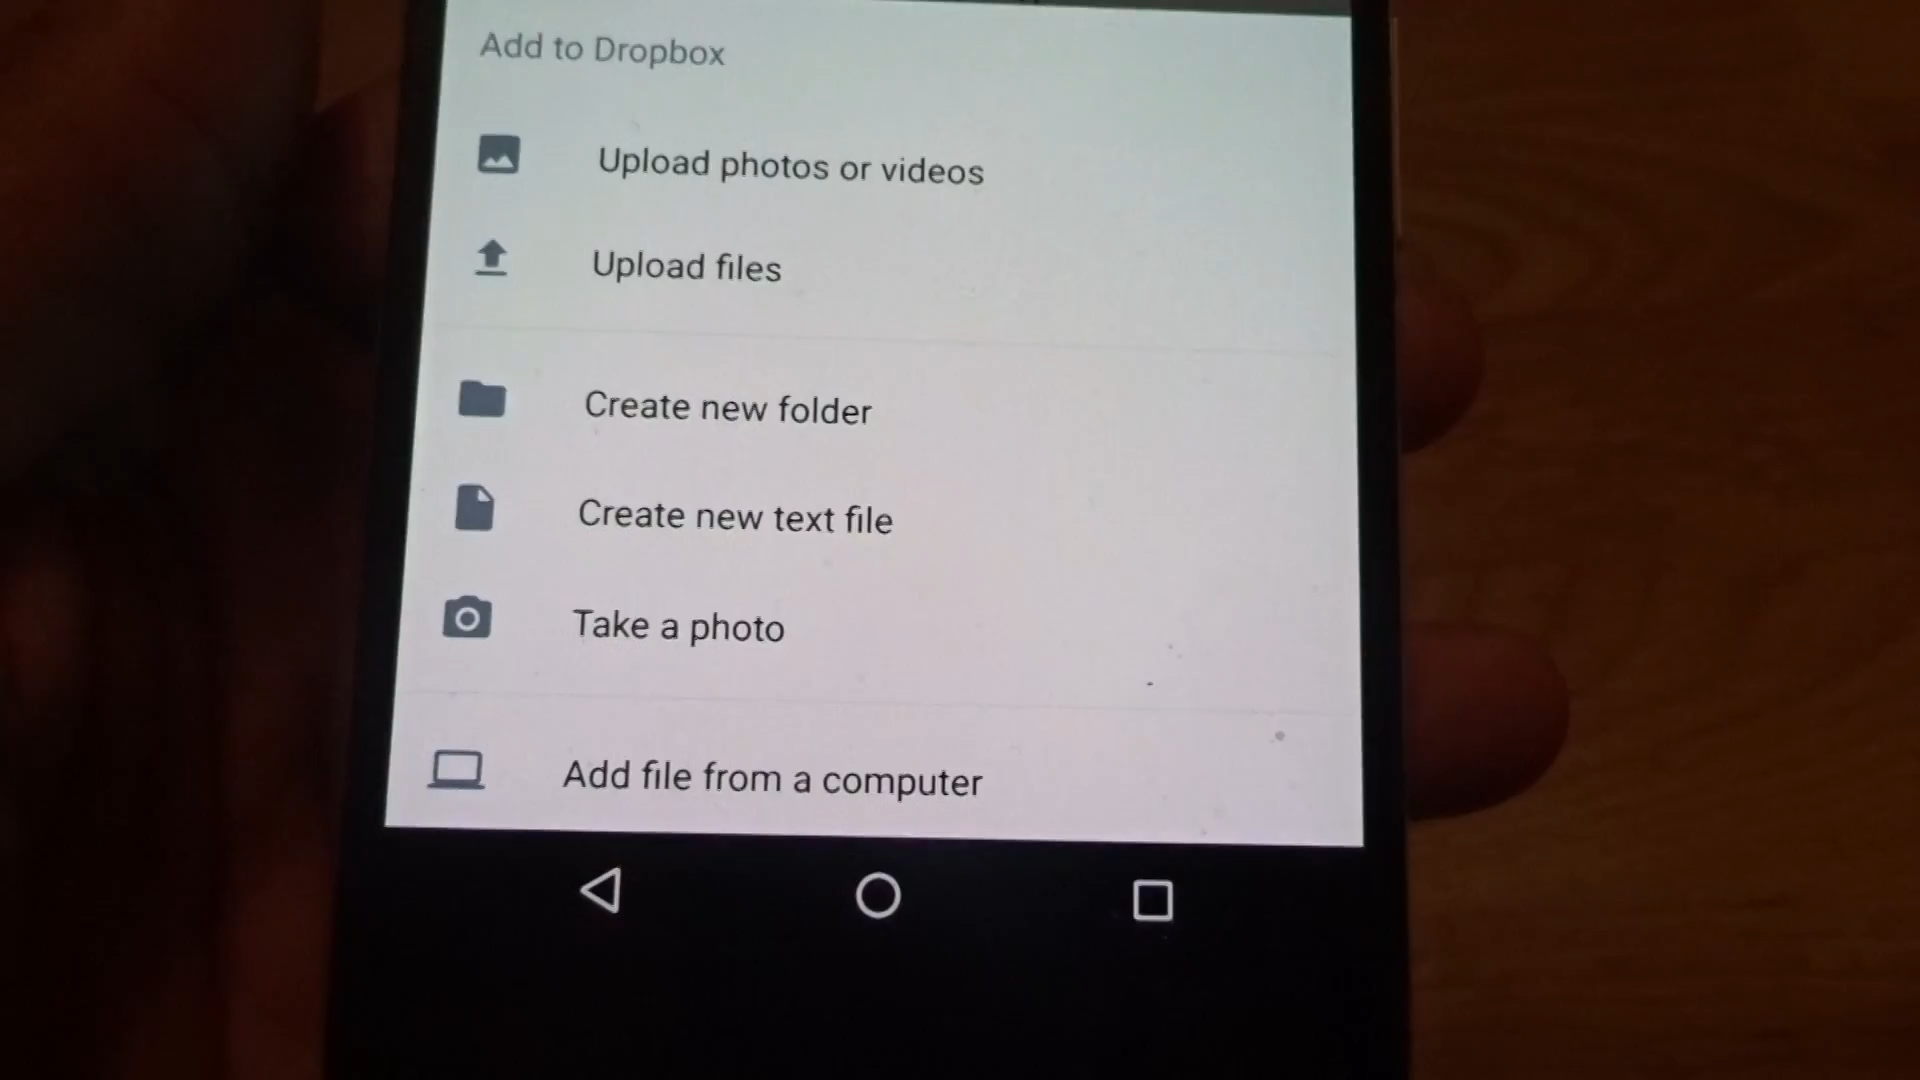 Add to Dropbox
Upload photos or videos
Upload files
Create new folder
Create new text file
Take a photo
Add file from a computer